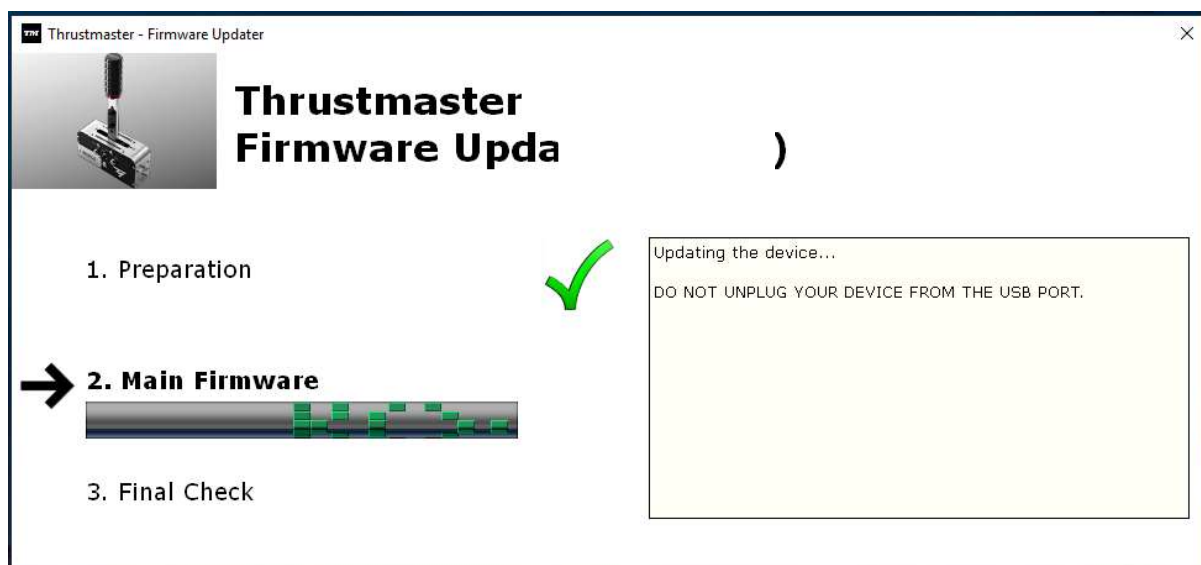 Thrustmaster - Firmware Updater
Thrustmaster
Firmware Upda )
1. Preparation
Updating the device...
DO NOT UNPLUG YOUR DEVICE FROM THE USB PORT.
2. Main Firmware
3. Final Check